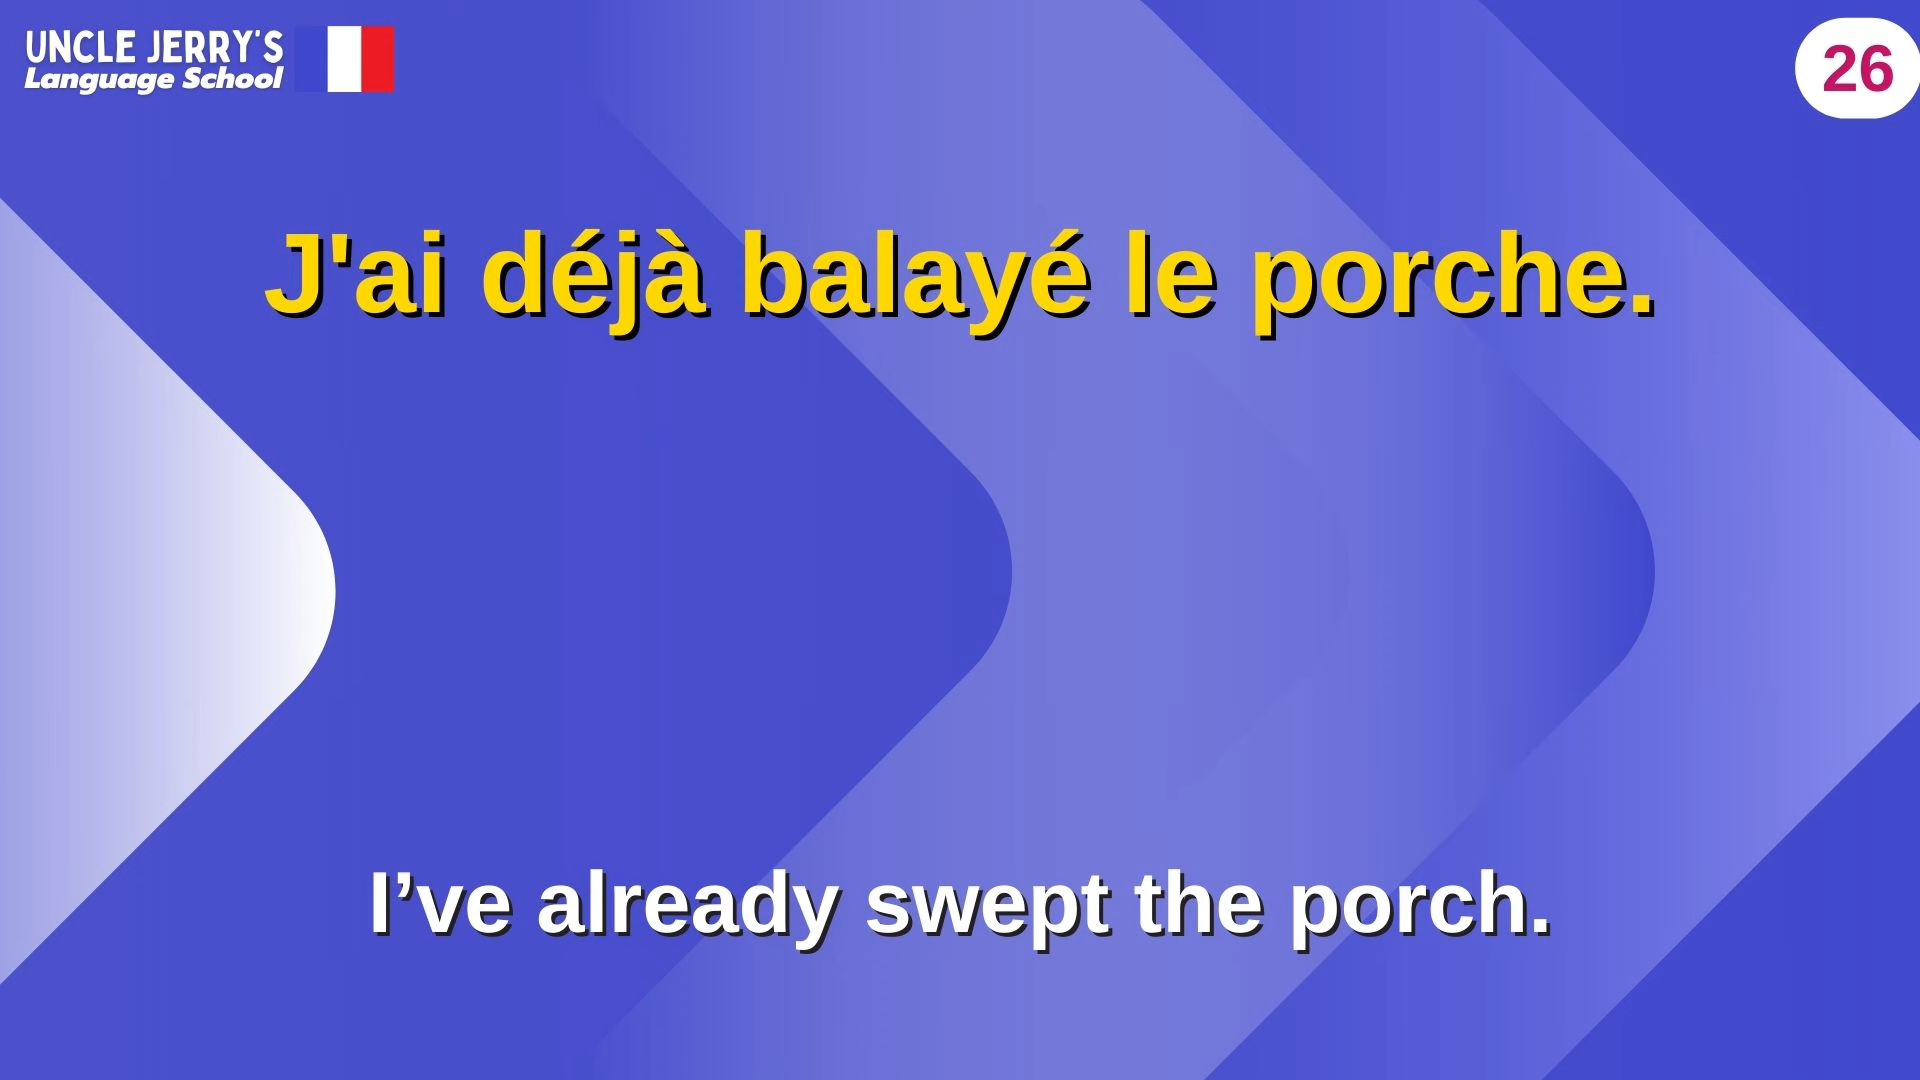 UNCLE JERRY'S
Language School
26
J'ai déjà balayé le porche.
I’ve already swept the porch.